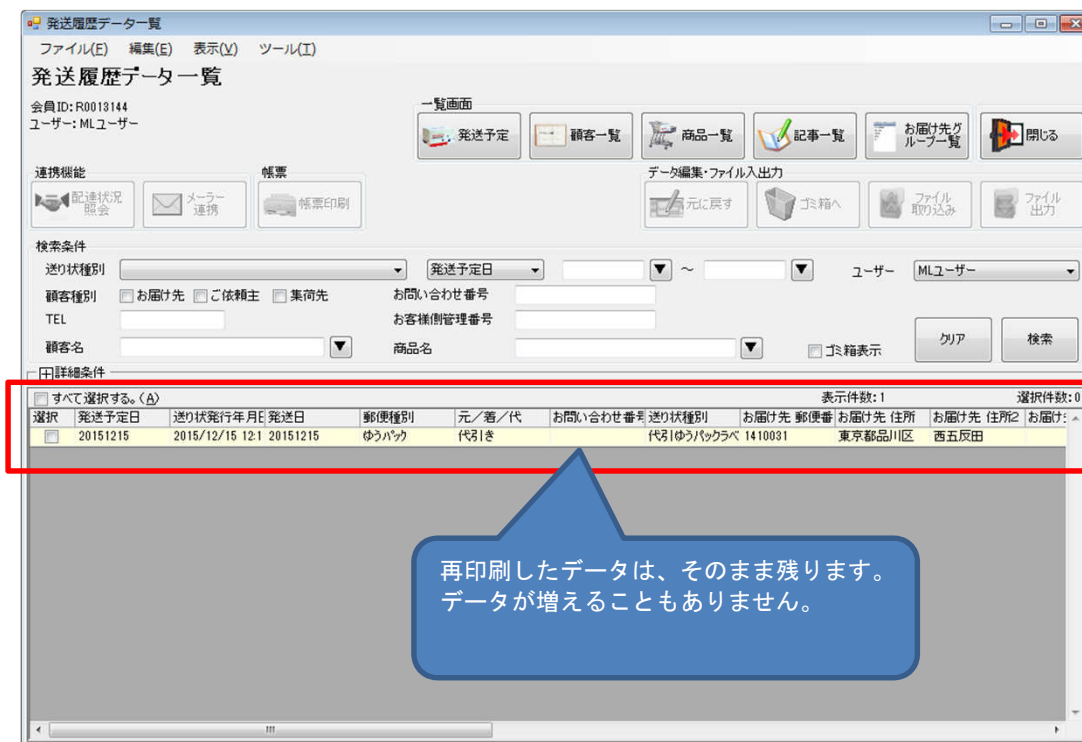 発送履歴データ一覧
ファイル(F) 編集(E) 表示(V) ツール(T)
発送履歴データ一覧
会員ID:R0013144
ユーザー:MLユーザー
一覧画面
発送予定 顧客一覧 商品一覧 記事一覧 お届け先グループ一覧 閉じる
連携機能 帳票 データ編集・ファイル入出力
配達状況照会 メーラー連携 帳票印刷 元に戻す ゴミ箱へ ファイル取り込み ファイル出力
検索条件
送り状種別 発送予定日 ～ ユーザー MLユーザー
顧客種別 お届け先 ご依頼主 集荷先 お問い合わせ番号
TEL お客様側管理番号
顧客名 商品名 ゴミ箱表示 クリア 検索
詳細条件
すべて選択する。(A) 表示件数:1 選択件数:0
選択 発送予定日 送り状発行年月日 発送日 郵便種別 元／着／代 お問い合わせ番号 送り状種別 お届け先 郵便番 お届け先 住所 お届け先 住所2 お届け
20151215 2015/12/15 12:1 20151215 ゆうパック 代引き 代引ゆうパックラベ 1410031 東京都品川区 西五反田
再印刷したデータは、そのまま残ります。
データが増えることもありません。